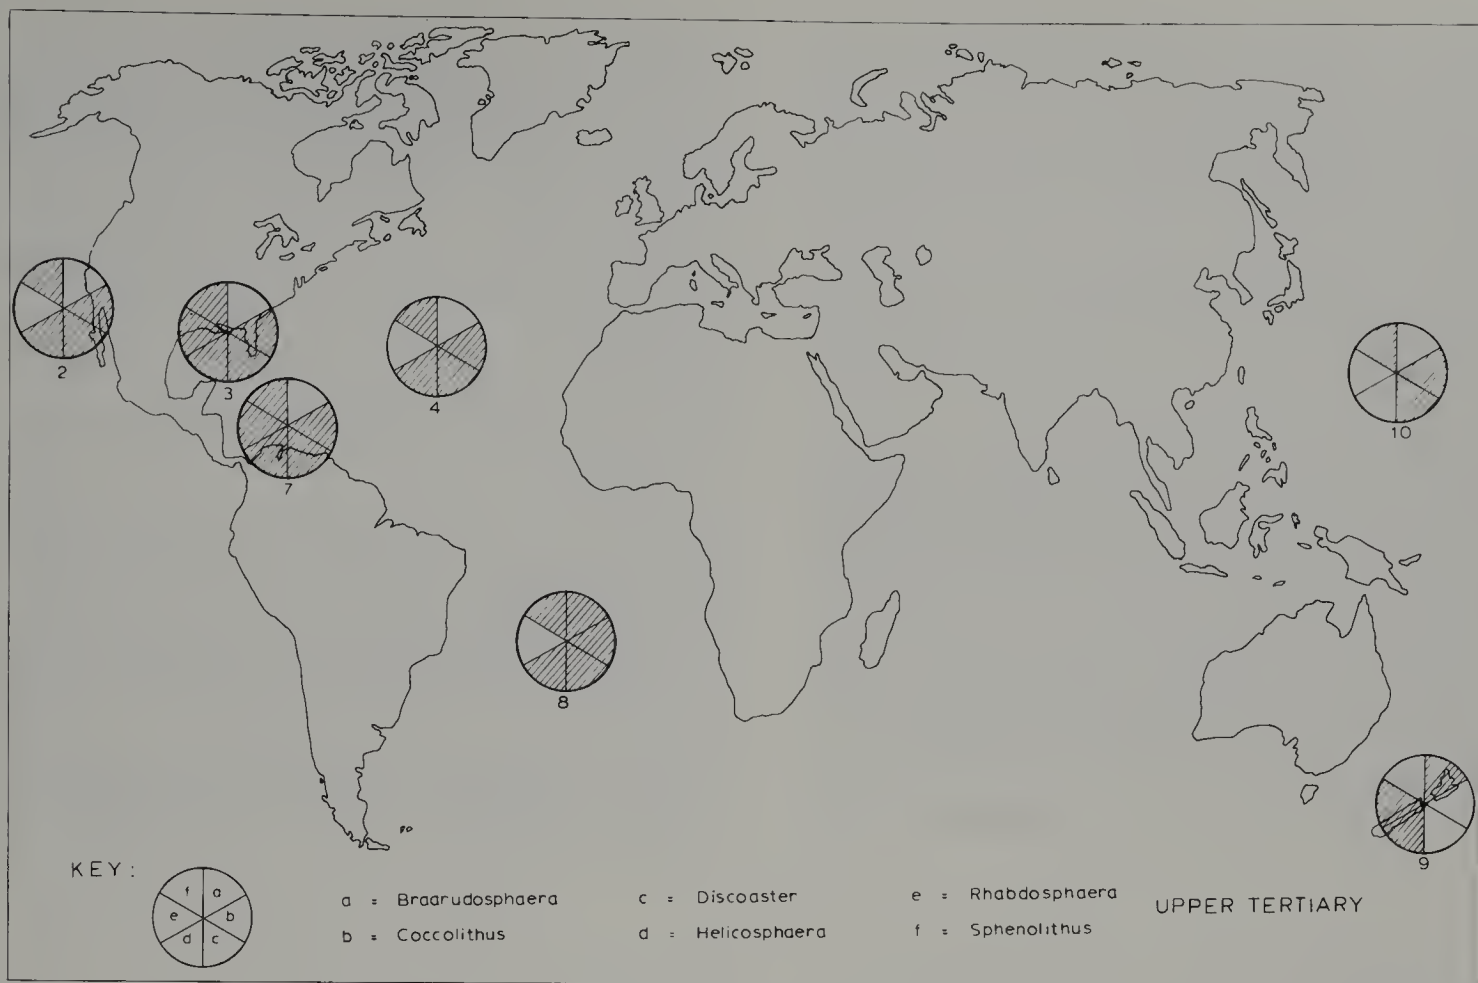 2
3
4
10
7
8
9
KEY:
f a
e b
d c
a = Braarudosphaera c = Discoaster e = Rhabdosphaera
UPPER TERTIARY
b = Coccolithus d = Helicosphaera f = Sphenolithus